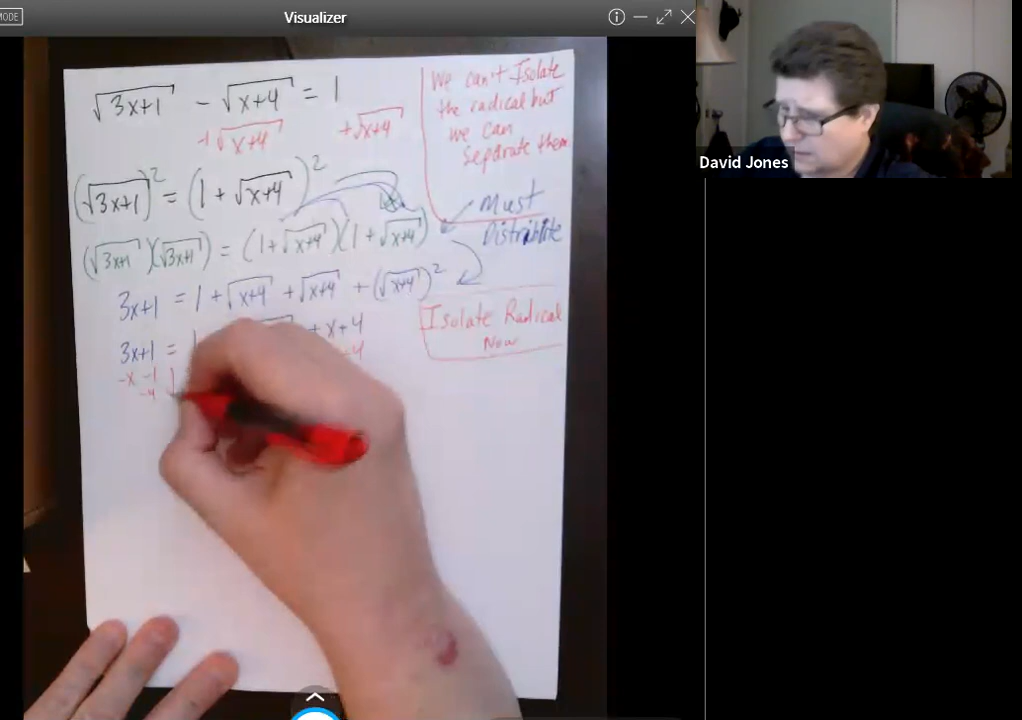 MODE
Visualizer
David Jones
√3x+1 - √x+4 = 1
+√x+4 +√x+4
We can't Isolate
the radical but
we can
Separate them.
(√3x+1)² = (1 + √x+4)²
Must
Distribute
(√3x+1)(√3x+1) = (1+√x+4)(1+√x+4)
3x+1 = 1 + √x+4 + √x+4 + (√x+4)²
Isolate Radical
Now
3x+1 = 1 + x+4
-x -1 -4
-4